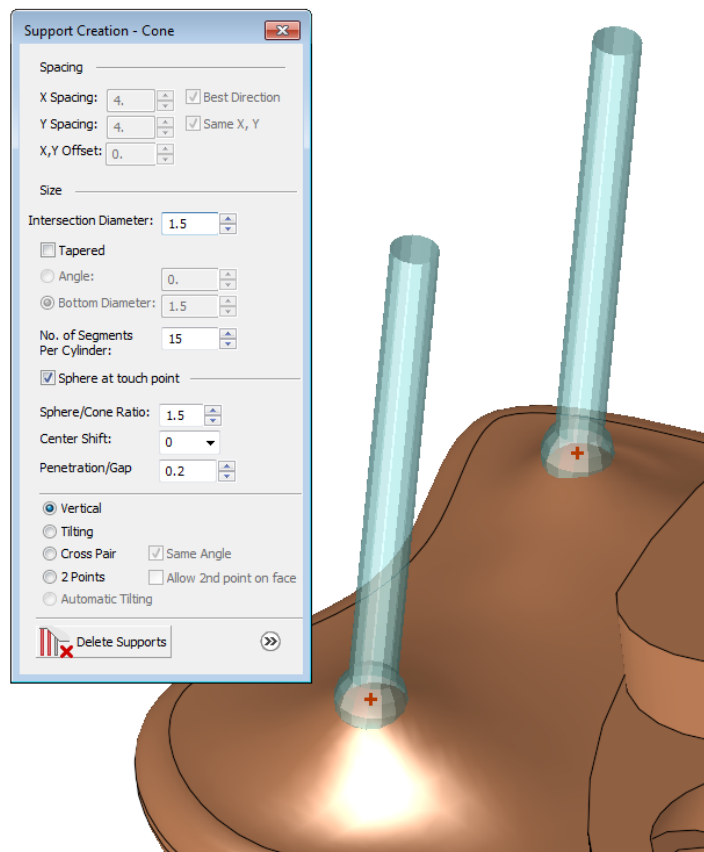 Support Creation - Cone
Spacing
X Spacing: 4. Best Direction
Y Spacing: 4. Same X, Y
X,Y Offset: 0.
Size
Intersection Diameter: 1.5
Tapered
Angle: 0.
Bottom Diameter: 1.5
No. of Segments
Per Cylinder: 15
Sphere at touch point
Sphere/Cone Ratio: 1.5
Center Shift: 0
Penetration/Gap 0.2
Vertical
Tilting
Cross Pair Same Angle
2 Points Allow 2nd point on face
Automatic Tilting
Delete Supports